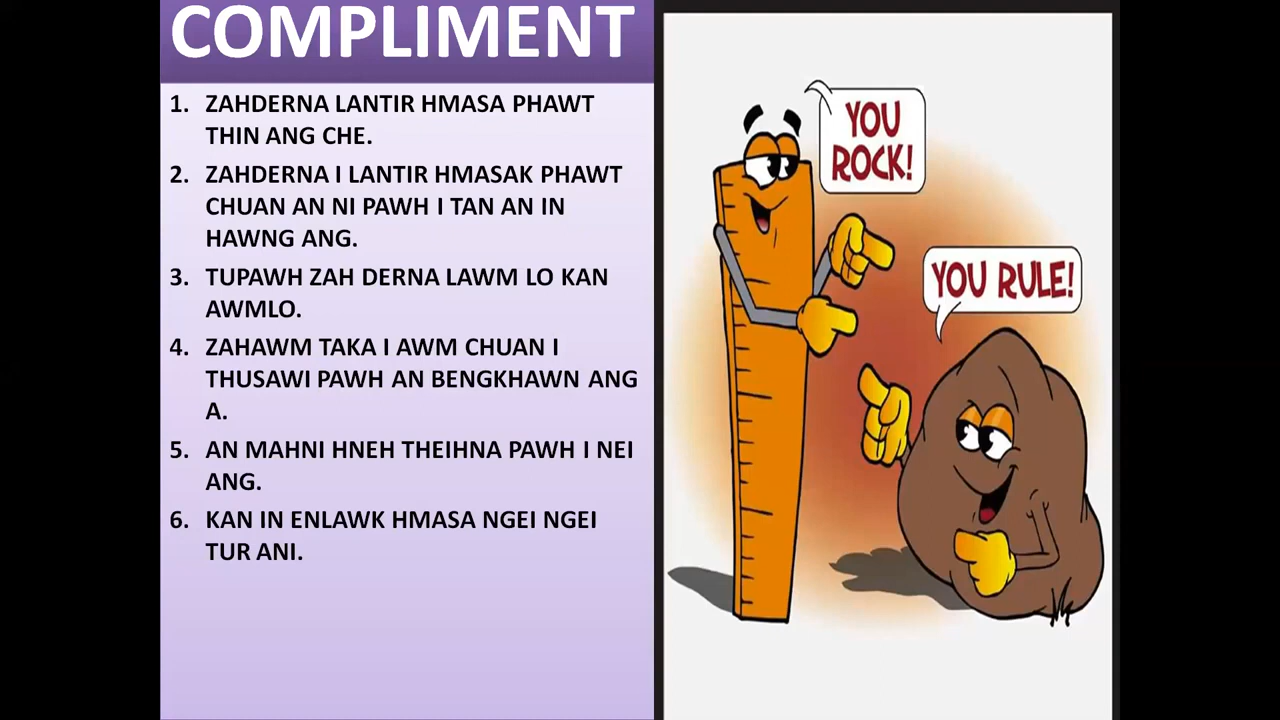 COMPLIMENT
1. ZAHDERNA LANTIR HMASA PHAWT
THIN ANG CHE.
2. ZAHDERNA I LANTIR HMASAK PHAWT
CHUAN AN NI PAWH I TAN AN IN
HAWNG ANG.
3. TUPAWH ZAH DERNA LAWM LO KAN
AWMLO.
4. ZAHAWM TAKA I AWM CHUAN I
THUSAWI PAWH AN BENGKHAWN ANG
A.
5. AN MAHNI HNEH THEIHNA PAWH I NEI
ANG.
6. KAN IN ENLAWK HMASA NGEI NGEI
TUR ANI.
YOU
ROCK!
YOU RULE!